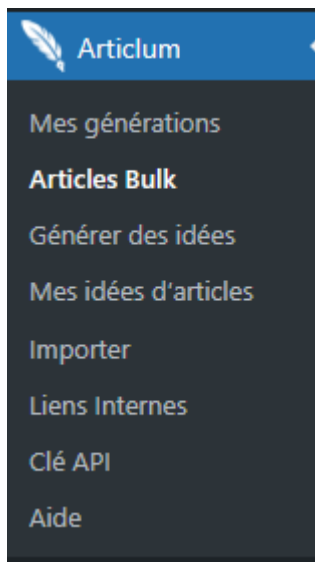 Articlum
Mes générations
Articles Bulk
Générer des idées
Mes idées d'articles
Importer
Liens Internes
Clé API
Aide